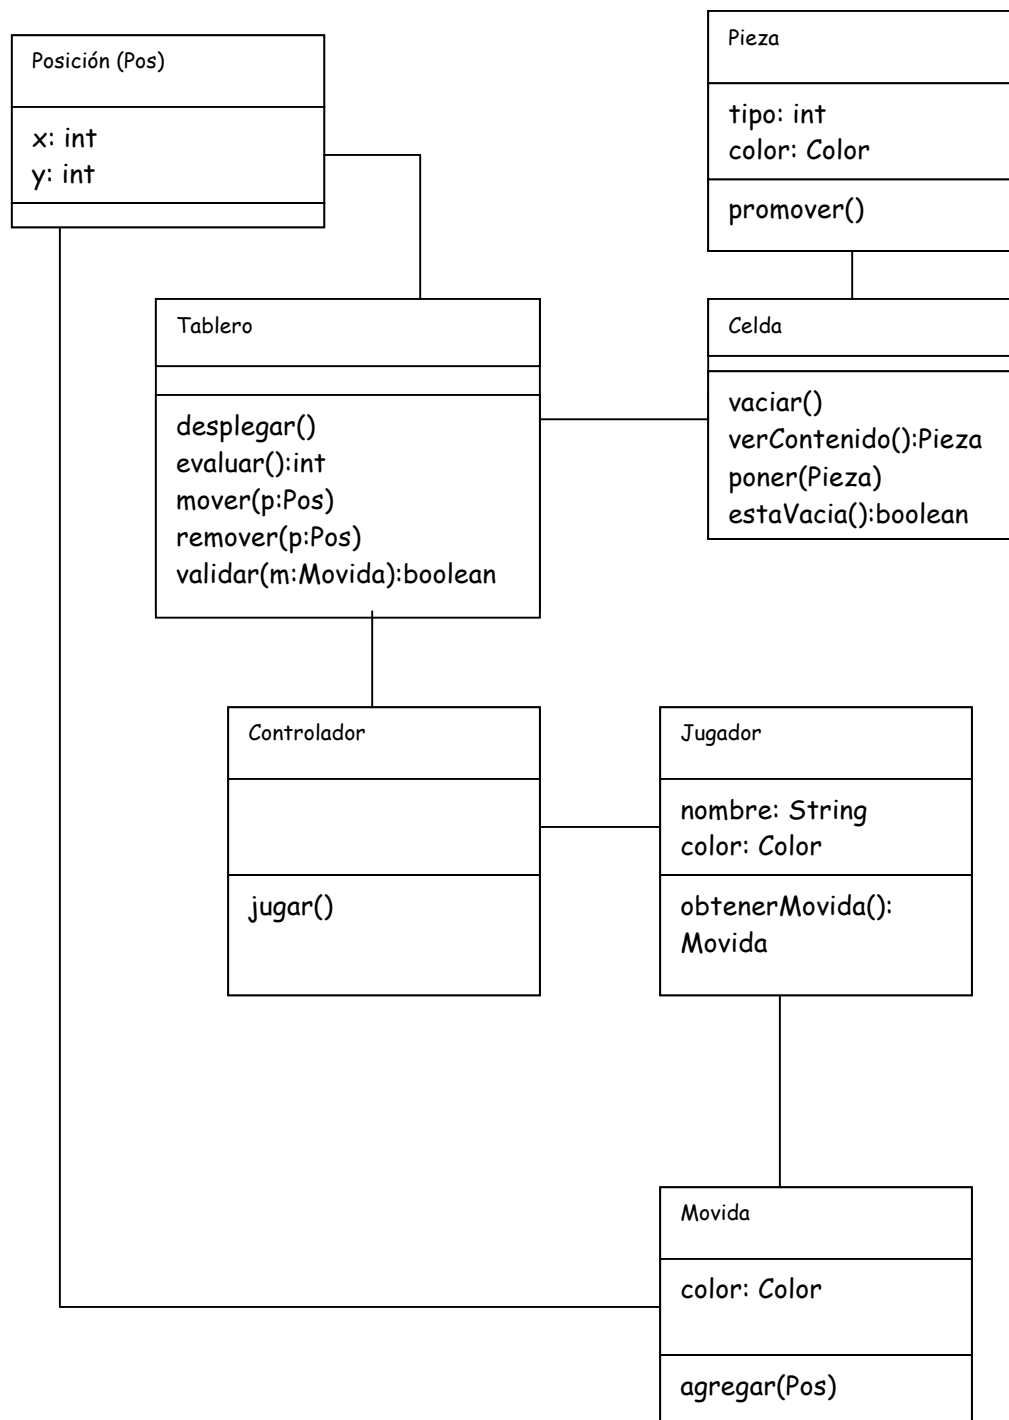 Posición (Pos)
x: int
y: int
Pieza
tipo: int
color: Color
promover()
Tablero
desplegar()
evaluar():int
mover(p:Pos)
remover(p:Pos)
validar(m:Movida):boolean
Celda
vaciar()
verContenido():Pieza
poner(Pieza)
estaVacia():boolean
Controlador
jugar()
Jugador
nombre: String
color: Color
obtenerMovida():
Movida
Movida
color: Color
agregar(Pos)